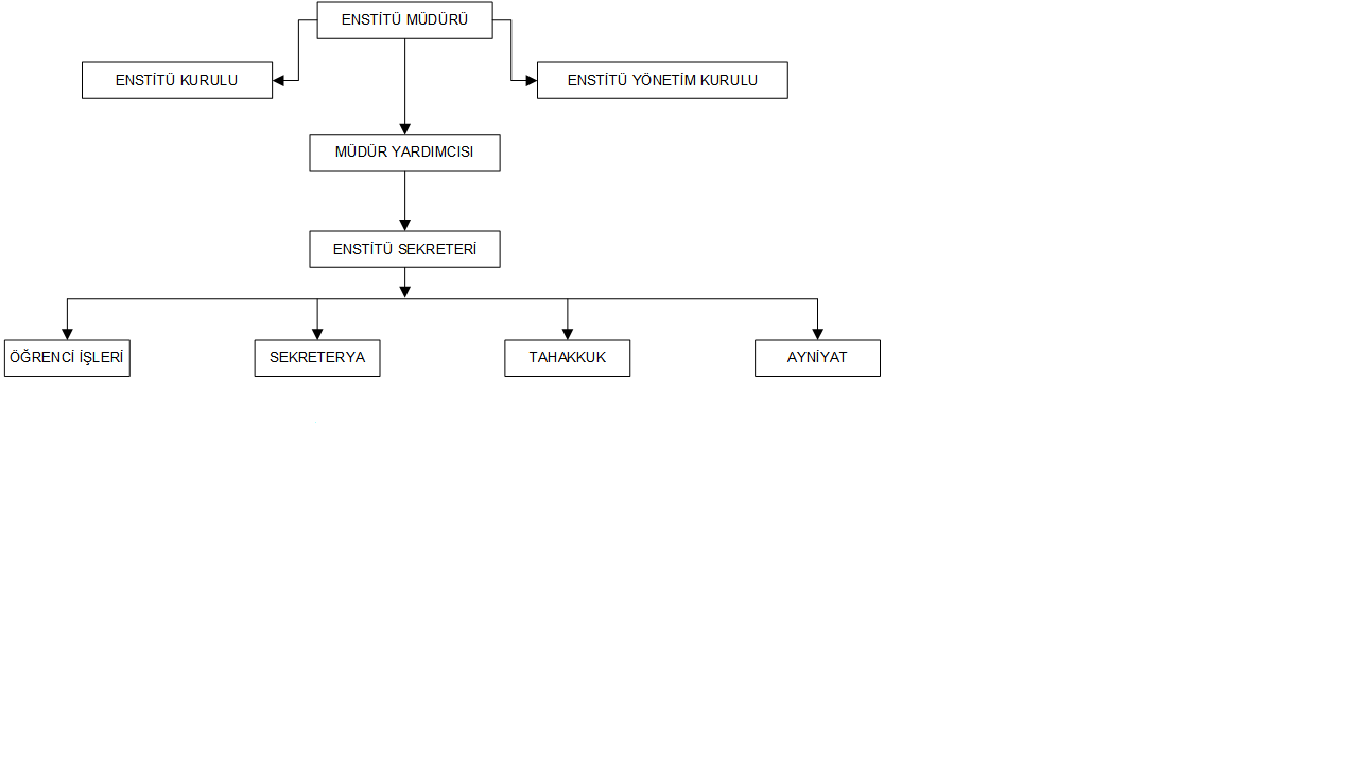 ENSTİTÜ MÜDÜRÜ
ENSTİTÜ KURULU
ENSTİTÜ YÖNETİM KURULU
MÜDÜR YARDIMCISI
ENSTİTÜ SEKRETERİ
ÖĞRENCİ İŞLERİ
SEKRETERYA
TAHAKKUK
AYNİYAT